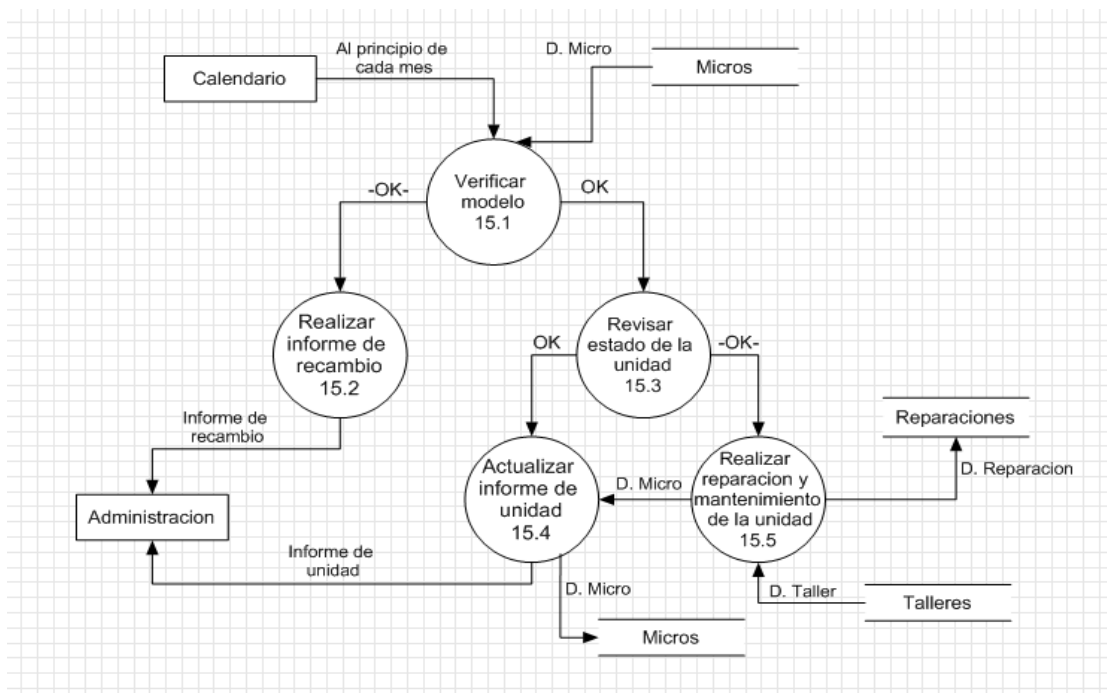 Al principio de
cada mes
D. Micro
Calendario
Micros
Verificar
modelo
15.1
-OK-
OK
Realizar
informe de
recambio
15.2
Revisar
estado de la
unidad
15.3
OK
-OK-
Informe de
recambio
Reparaciones
D. Reparacion
Actualizar
informe de
unidad
15.4
D. Micro
Realizar
reparacion y
mantenimiento
de la unidad
15.5
Administracion
Informe de
unidad
D. Micro
D. Taller
Talleres
Micros